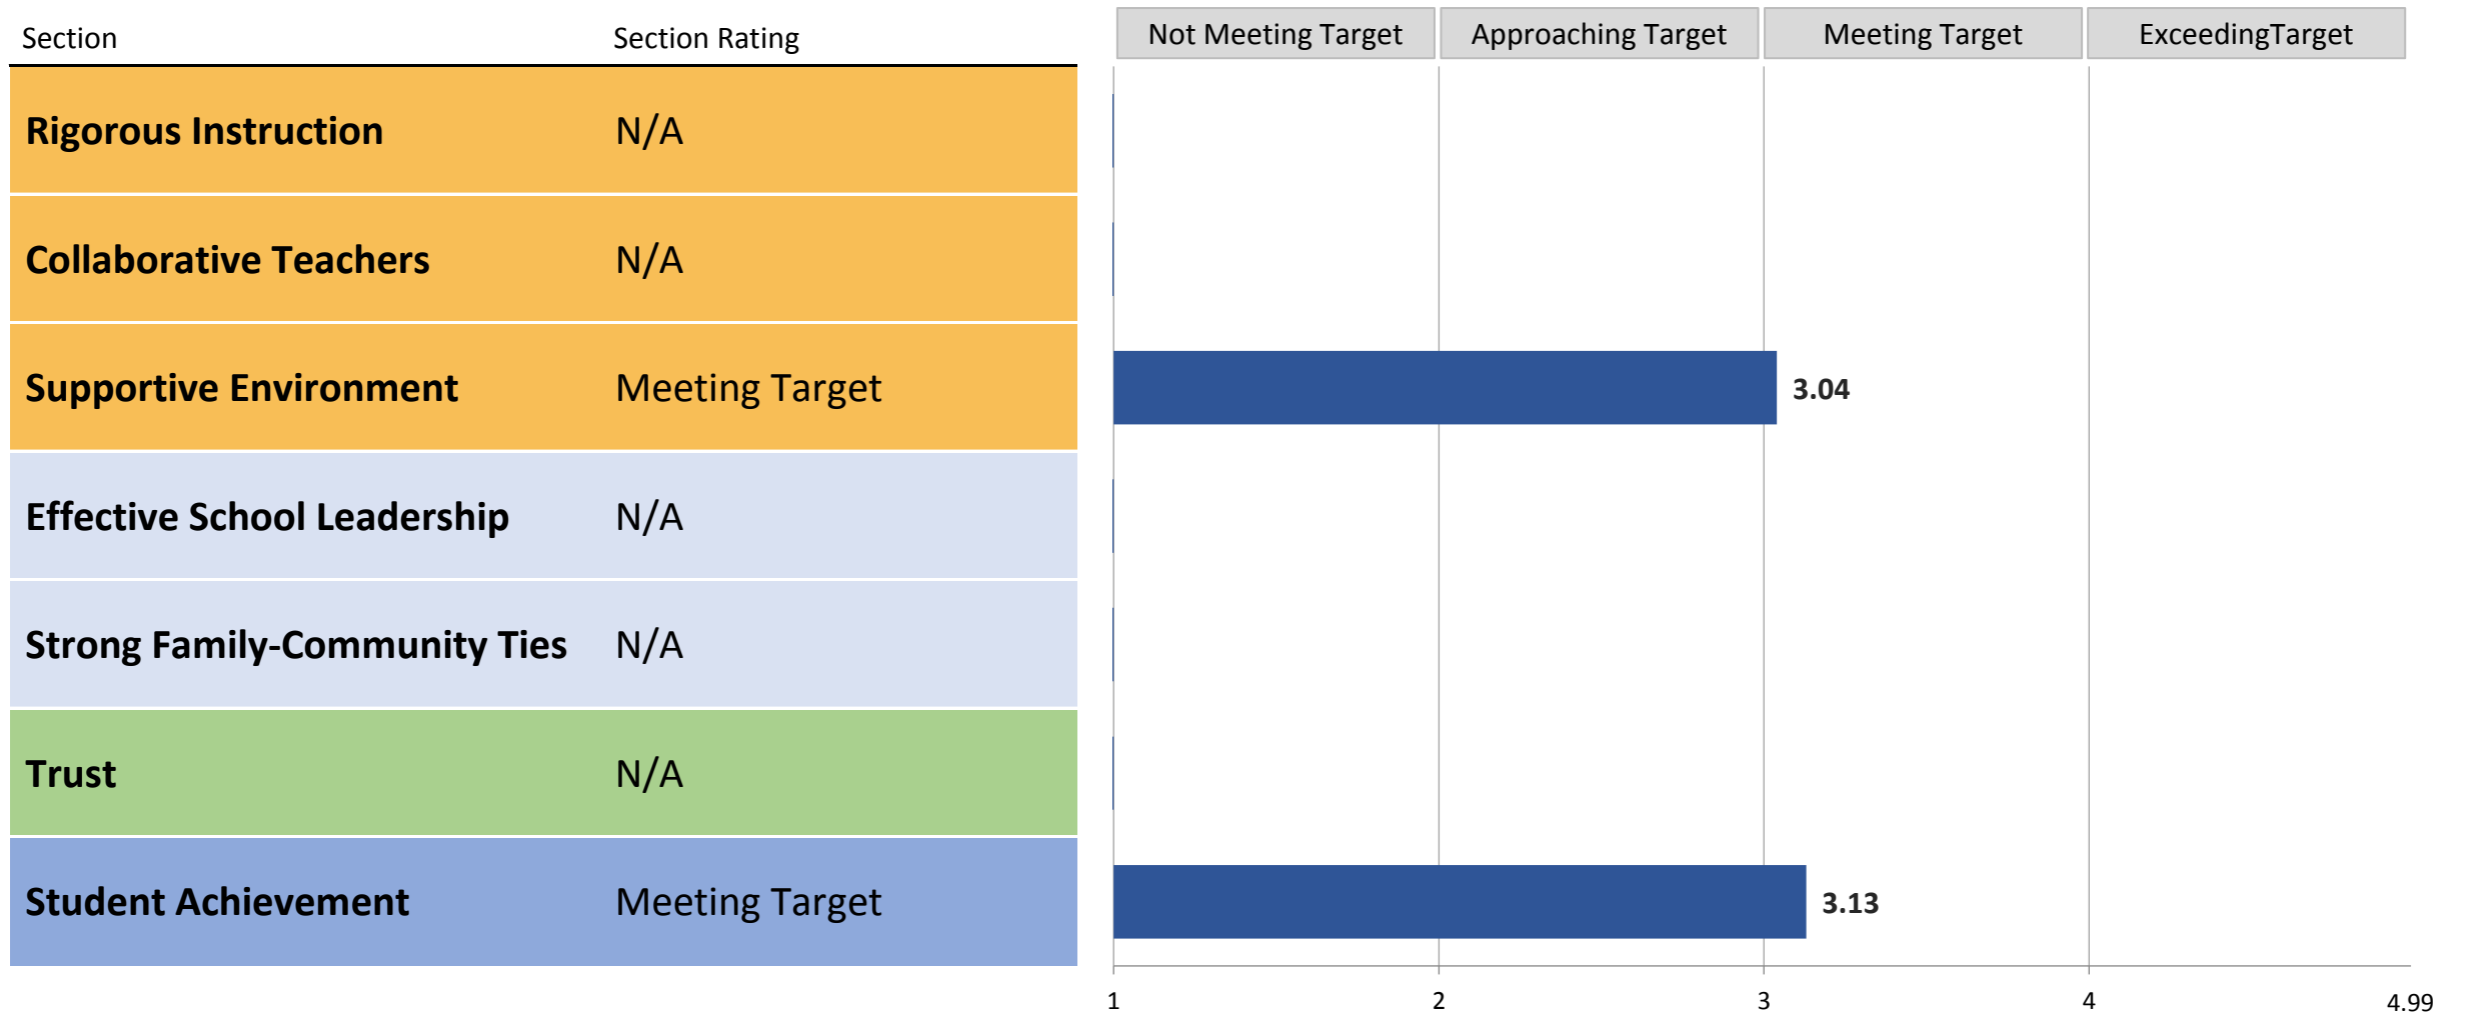 Section Section Rating Not Meeting Target Approaching Target Meeting Target ExceedingTarget
Rigorous Instruction N/A
Collaborative Teachers N/A
Supportive Environment Meeting Target 3.04
Effective School Leadership N/A
Strong Family-Community Ties N/A
Trust N/A
Student Achievement Meeting Target 3.13
1 2 3 4 4.99